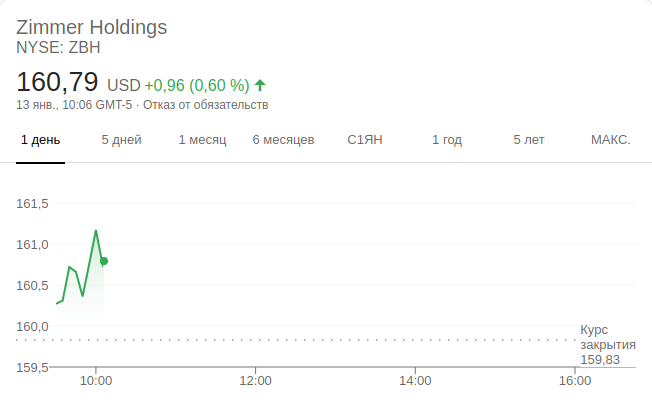 Zimmer Holdings
NYSE: ZBH
160,79 USD +0,96 (0,60 %)
13 янв., 10:06 GMT-5 · Отказ от обязательств
1 день 5 дней 1 месяц 6 месяцев С1ЯН 1 год 5 лет МАКС.
161,5
161,0
160,5
160,0
Курс
закрытия
159,83
159,5
10:00 12:00 14:00 16:00